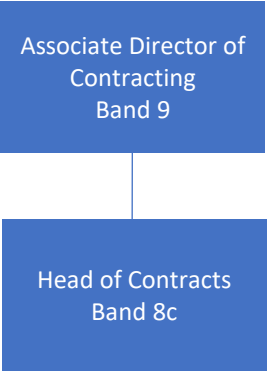 Associate Director of
Contracting
Band 9
Head of Contracts
Band 8c